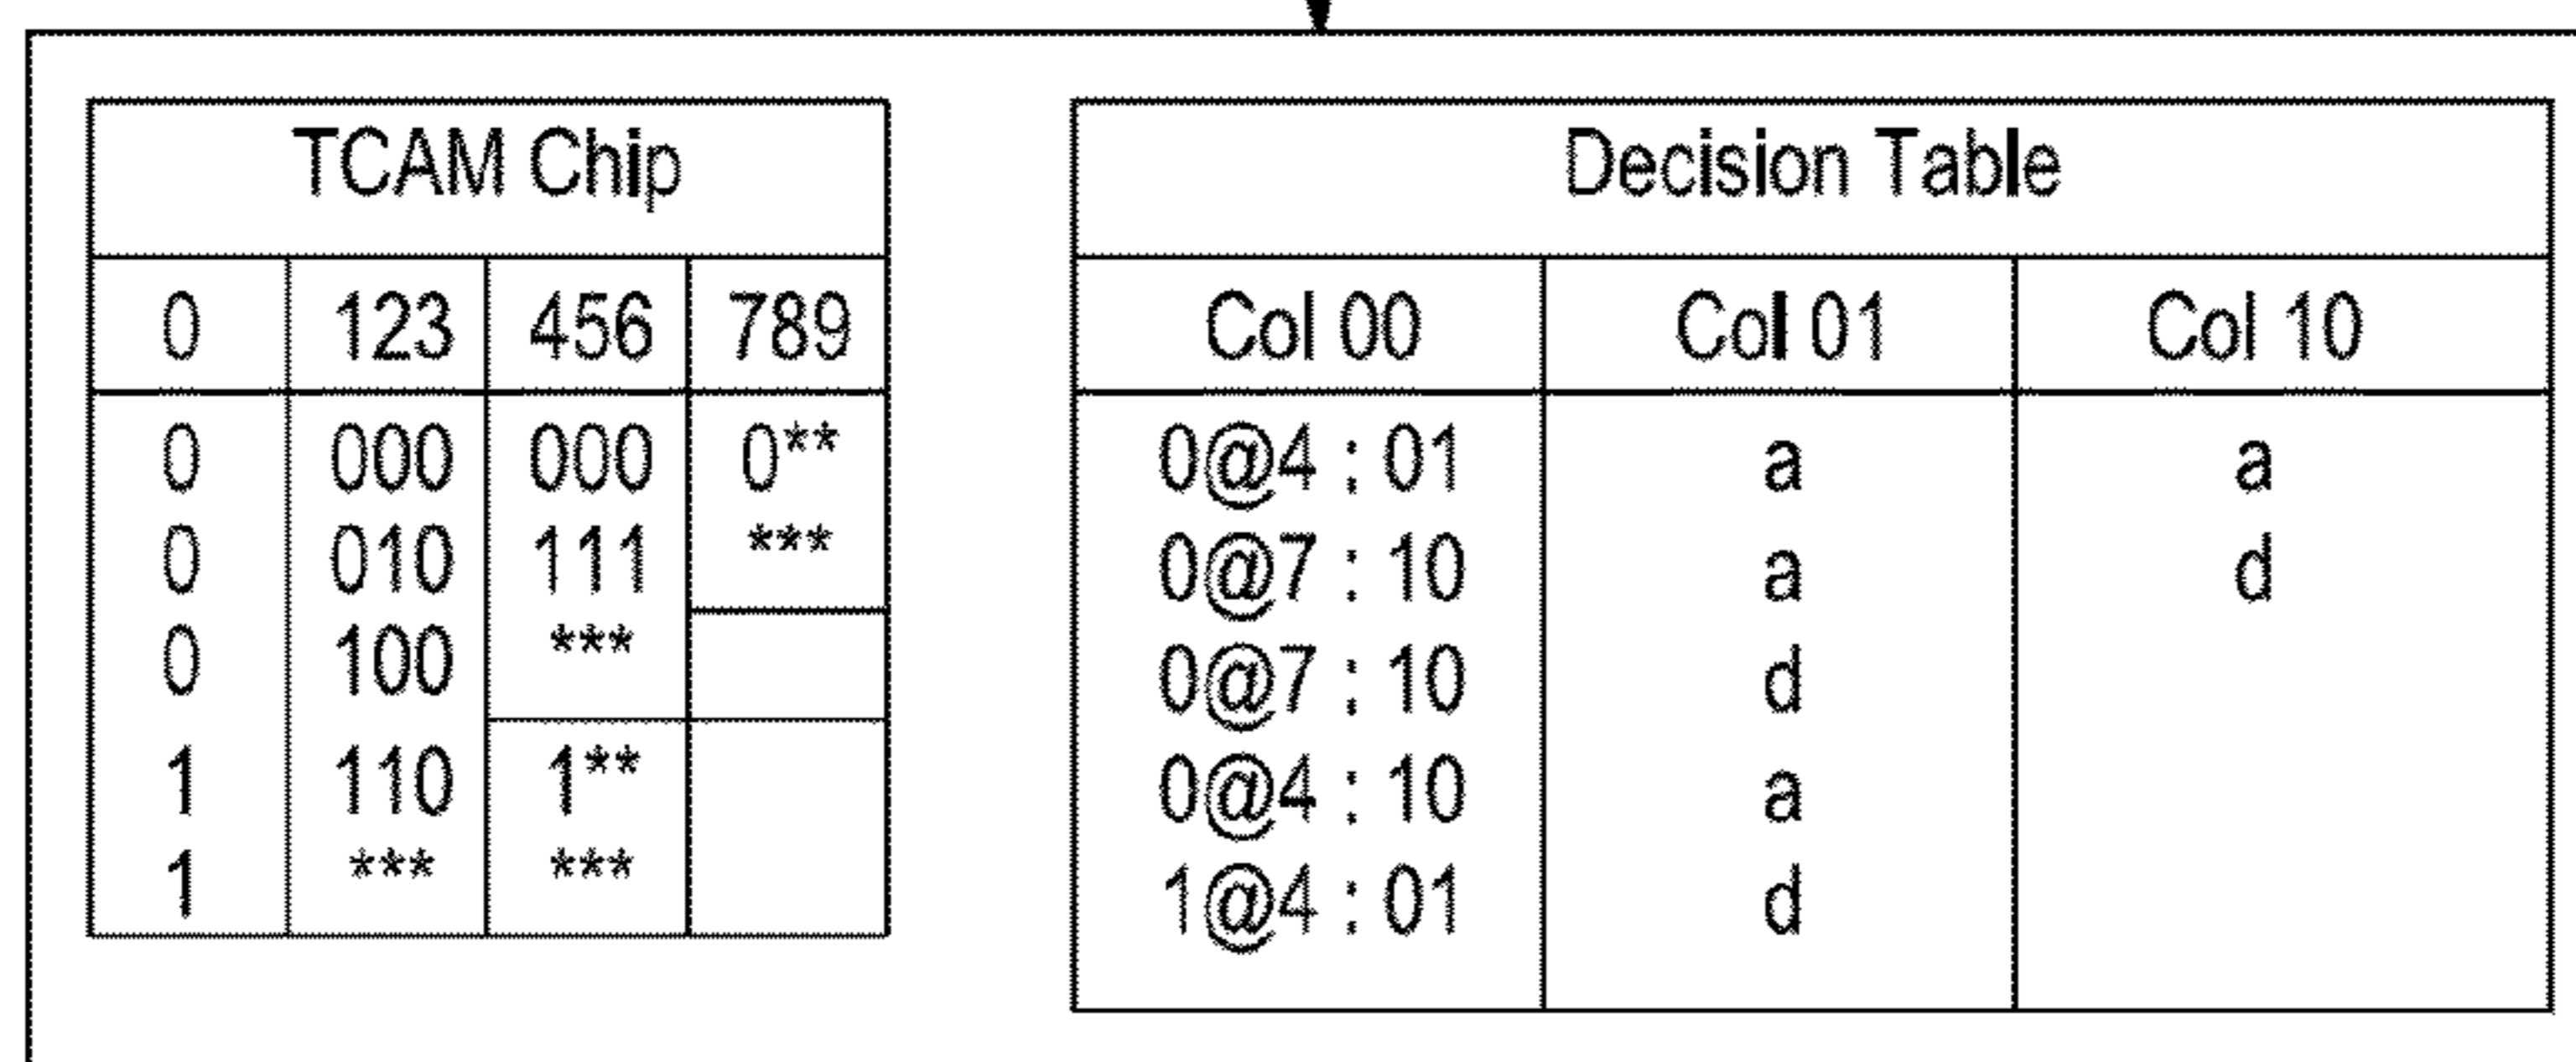 TCAM Chip
0 123 456 789
0 000 000 0**
0 010 111 ***
0 100 ***
1 110 1**
1 *** ***
Decision Table
Col 00 Col 01 Col 10
0@4 : 01 a a
0@7 : 10 a d
0@7 : 10 d
0@4 : 10 a
1@4 : 01 d